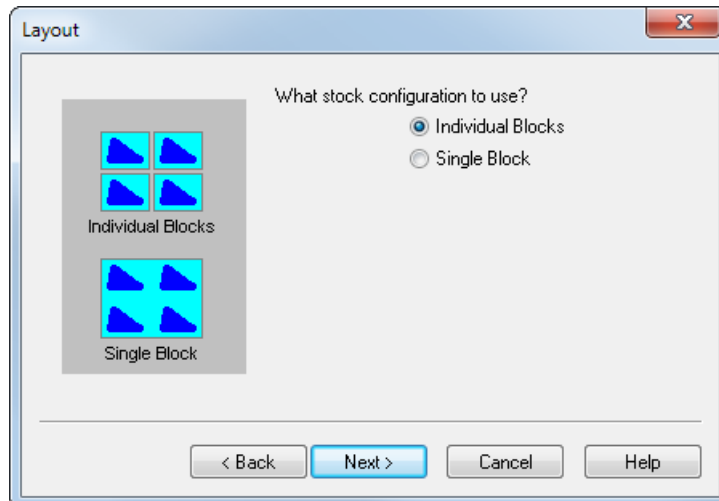 Layout
What stock configuration to use?
Individual Blocks
Single Block
Individual Blocks
Single Block
< Back
Next >
Cancel
Help